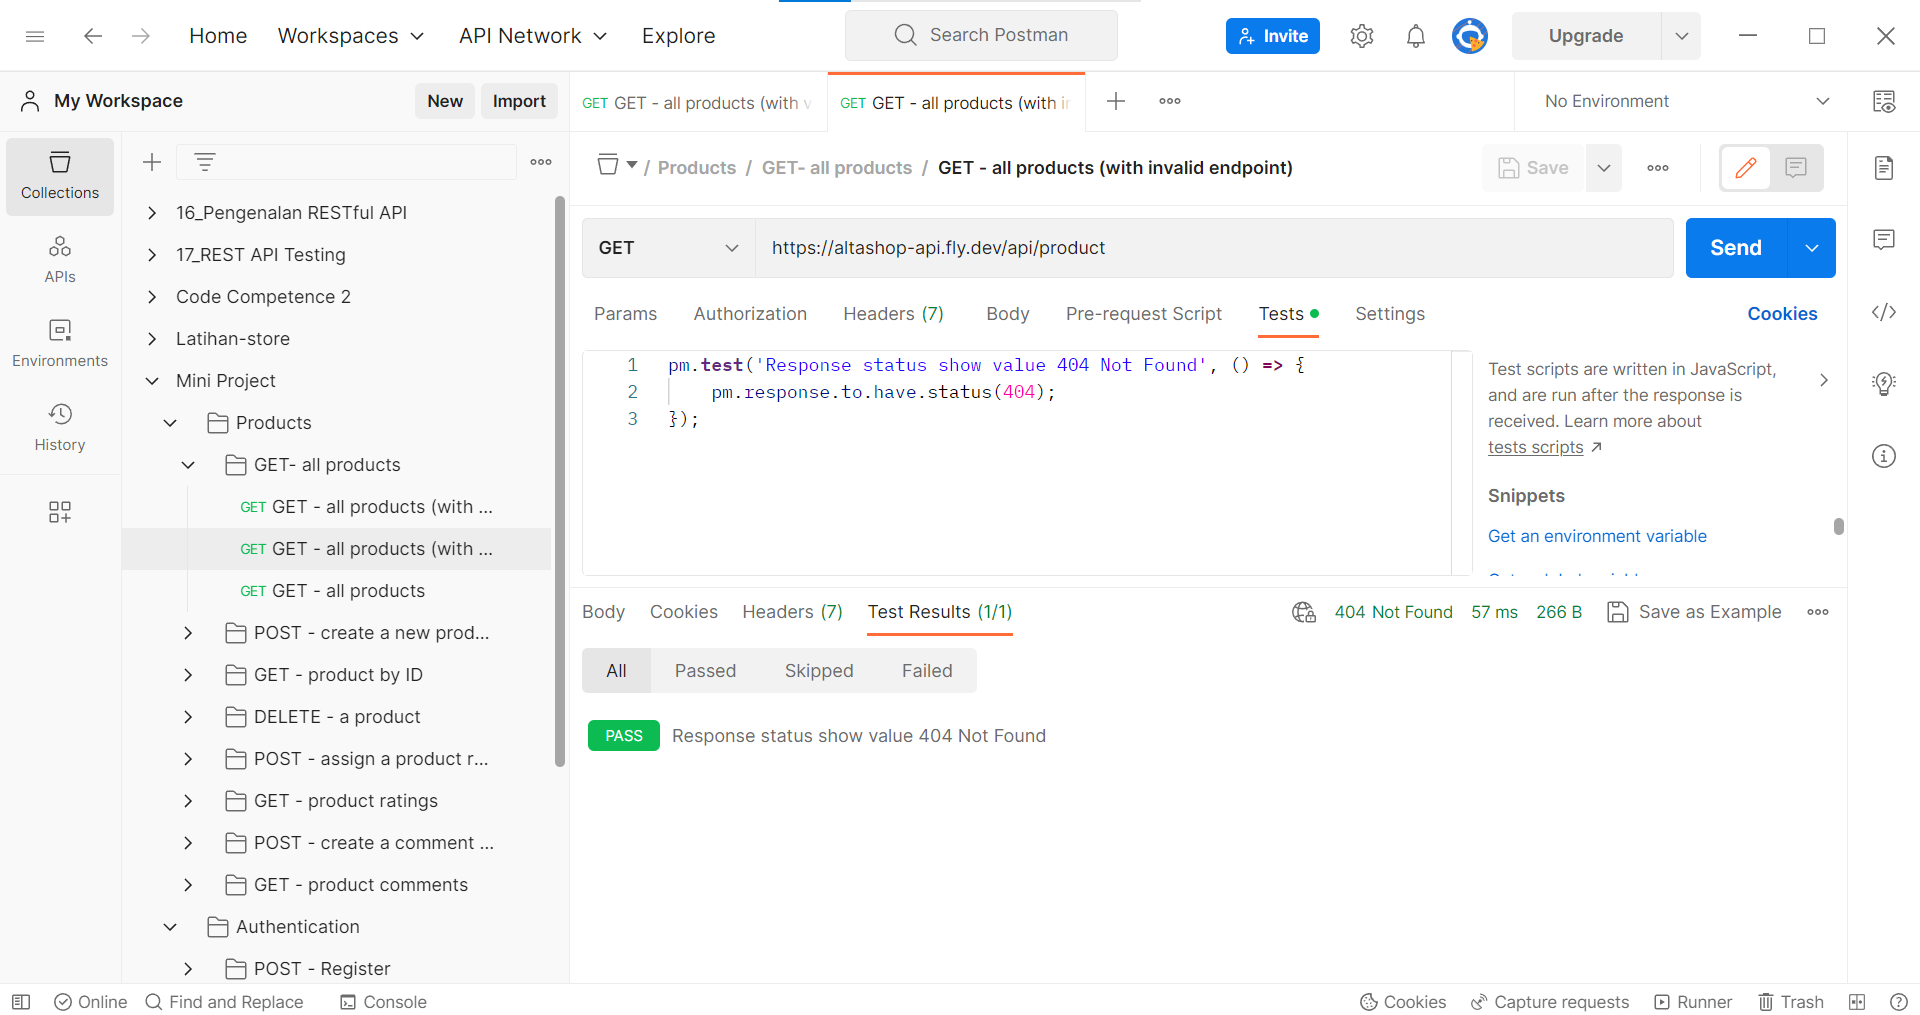 Home Workspaces API Network Explore Search Postman Invite Upgrade
My Workspace New Import
GET GET - all products (with v GET GET - all products (with in No Environment
Collections
APIs
Environments
History
16_Pengenalan RESTful API
17_REST API Testing
Code Competence 2
Latihan-store
Mini Project
Products
GET- all products
GET GET - all products (with ...
GET GET - all products (with ...
GET GET - all products
POST - create a new prod...
GET - product by ID
DELETE - a product
POST - assign a product r...
GET - product ratings
POST - create a comment ...
GET - product comments
Authentication
POST - Register
/ Products / GET- all products / GET - all products (with invalid endpoint) Save
GET https://altashop-api.fly.dev/api/product Send
Params Authorization Headers (7) Body Pre-request Script Tests Settings Cookies
1 pm.test('Response status show value 404 Not Found', () => {
2 pm.response.to.have.status(404);
3 });
Test scripts are written in JavaScript,
and are run after the response is
received. Learn more about
tests scripts ↗
Snippets
Get an environment variable
Body Cookies Headers (7) Test Results (1/1) 404 Not Found 57 ms 266 B Save as Example
All Passed Skipped Failed
PASS Response status show value 404 Not Found
Online Find and Replace Console Cookies Capture requests Runner Trash